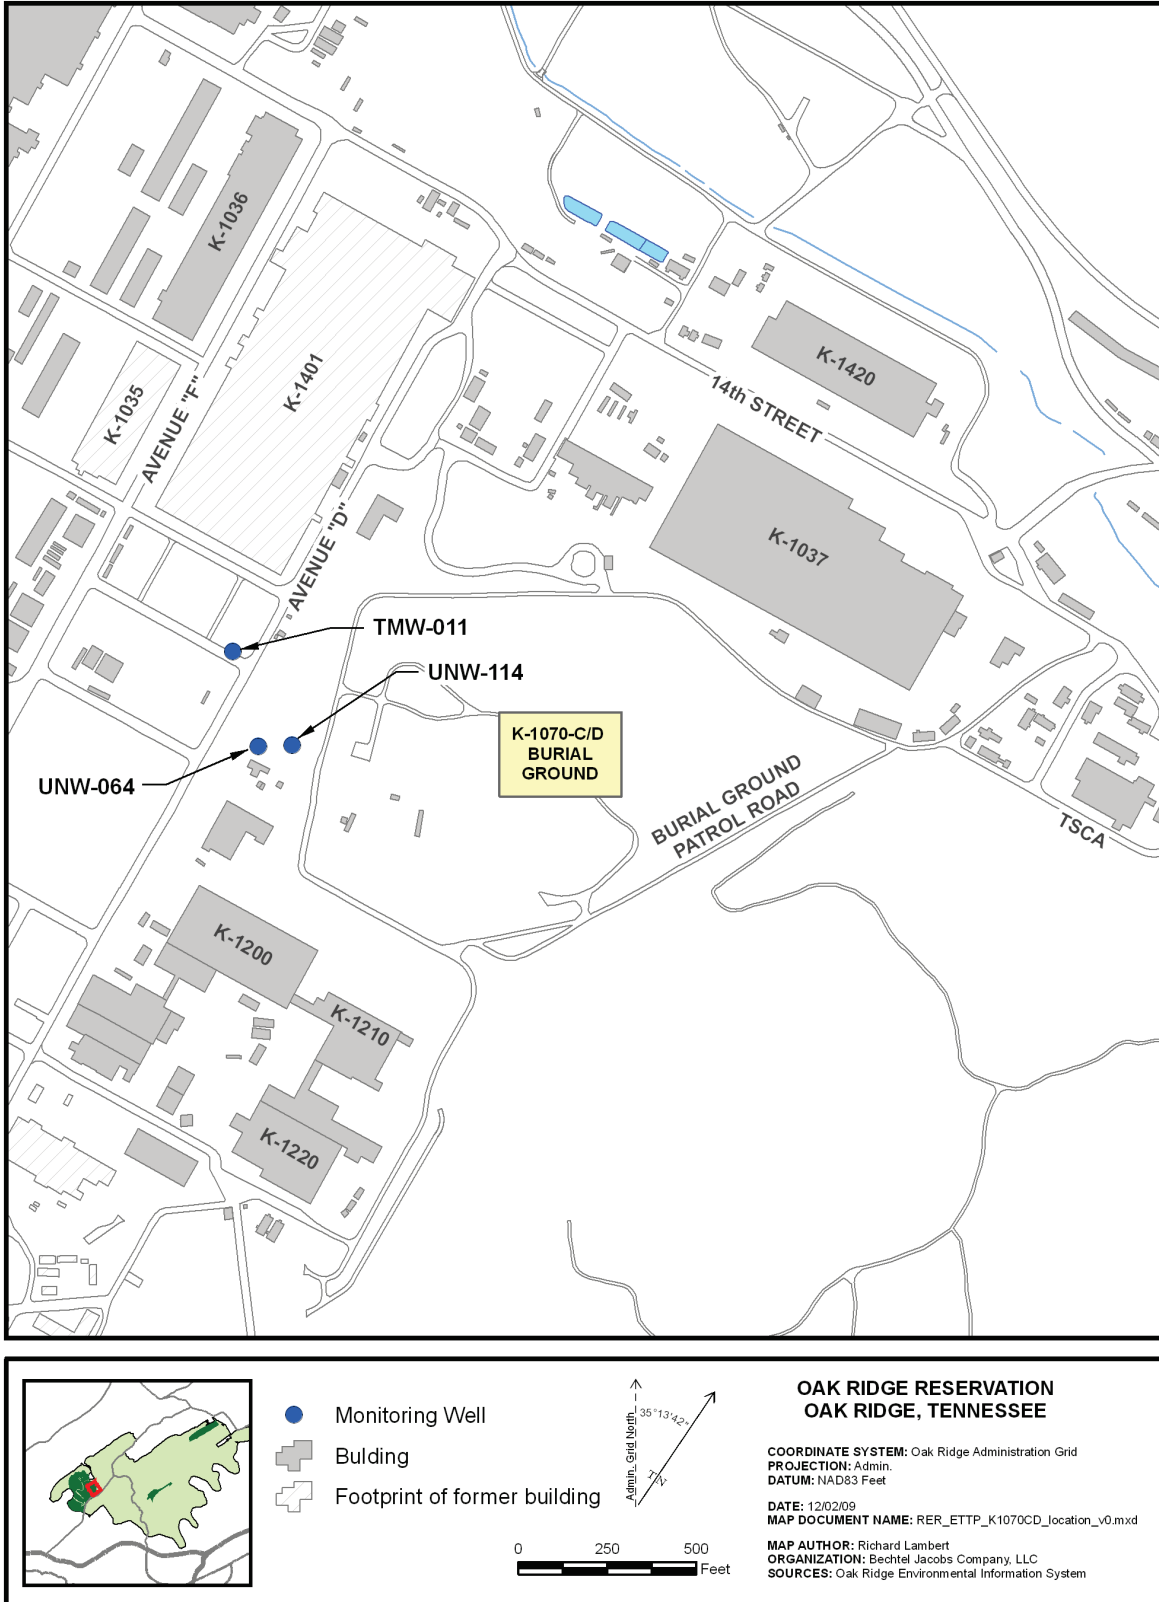 K-1036
K-1035
AVENUE "F"
K-1401
AVENUE "D"
K-1420
14th STREET
K-1037
TMW-011
UNW-114
UNW-064
K-1070-C/D
BURIAL
GROUND
BURIAL GROUND
PATROL ROAD
TSCA
K-1200
K-1210
K-1220
Monitoring Well
Bulding
Footprint of former building
Admin. Grid North
35°13'42"
TN
0 250 500
Feet
OAK RIDGE RESERVATION
OAK RIDGE, TENNESSEE
COORDINATE SYSTEM: Oak Ridge Administration Grid
PROJECTION: Admin.
DATUM: NAD83 Feet
DATE: 12/02/09
MAP DOCUMENT NAME: RER_ETTP_K1070CD_location_v0.mxd
MAP AUTHOR: Richard Lambert
ORGANIZATION: Bechtel Jacobs Company, LLC
SOURCES: Oak Ridge Environmental Information System